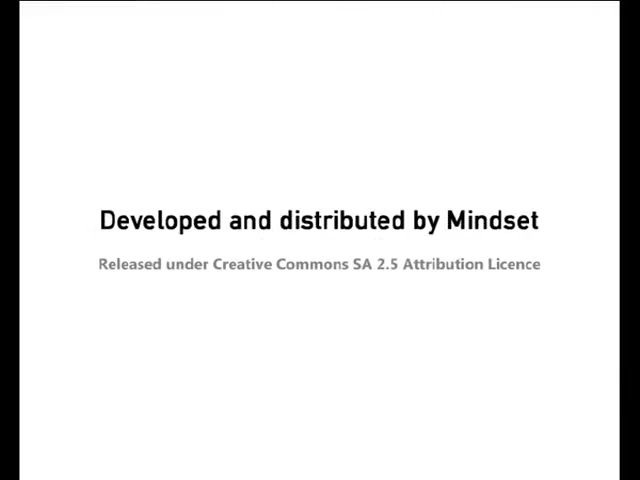 Developed and distributed by Mindset
Released under Creative Commons SA 2.5 Attribution Licence